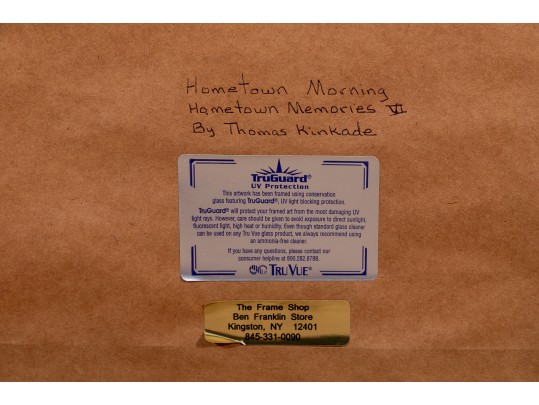 Hometown Morning
Hometown Memories VI
By Thomas Kinkade
TruGuard®
UV Protection
This artwork has been framed using conservation
glass featuring TruGuard®, UV light blocking protection.
TruGuard® will protect your framed art from the most damaging UV
light rays. However, care should be given to avoid exposure to direct sunlight,
fluorescent light, high heat or humidity. Even though standard glass cleaner
can be used on any Tru Vue glass product, we always recommend using
an ammonia-free cleaner.
If you have any questions, please contact our
consumer helpline at 800.282.8788.
TRU VUE®
The Frame Shop
Ben Franklin Store
Kingston, NY 12401
845-331-0090